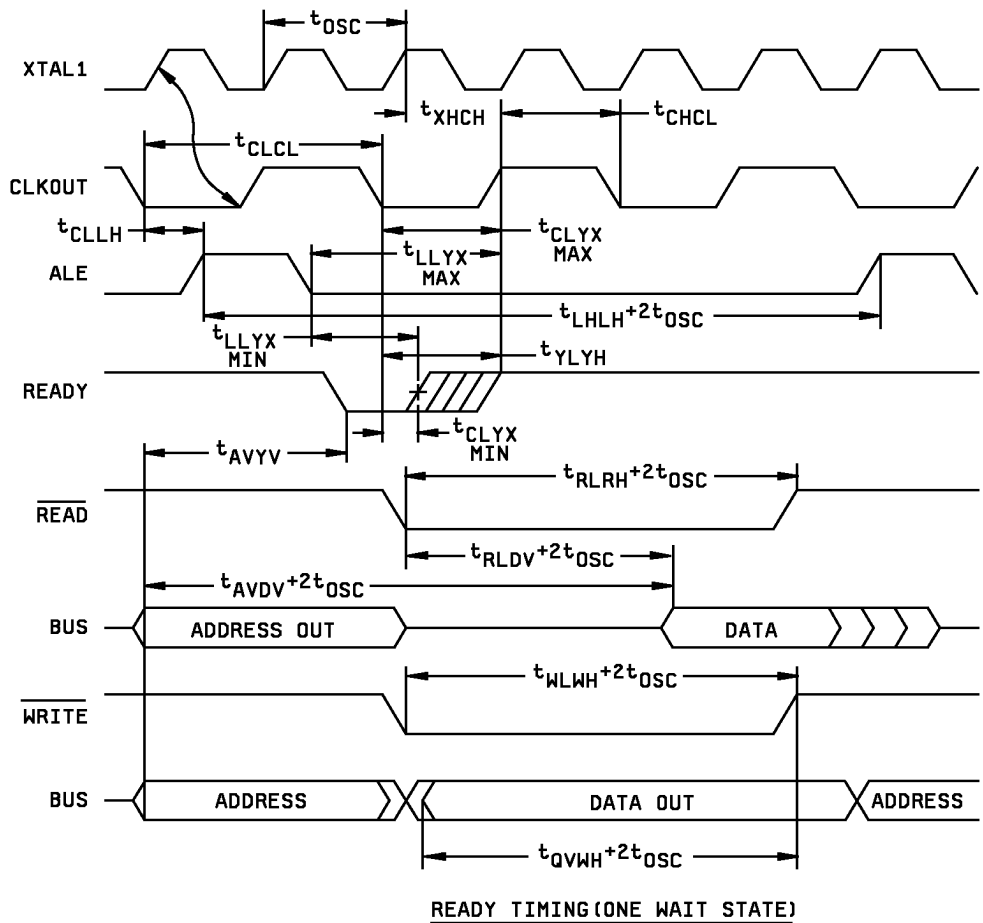 tOSC
XTAL1
tXHCH
tCHCL
tCLCL
CLKOUT
tCLLH
tCLYX
MAX
tLLYX
MAX
ALE
tLHLH+2tOSC
tLLYX
MIN
tYLYH
READY
tCLYX
MIN
tAVYV
tRLRH+2tOSC
READ
tRLDV+2tOSC
tAVDV+2tOSC
BUS
ADDRESS OUT
DATA
tWLWH+2tOSC
WRITE
BUS
ADDRESS
DATA OUT
ADDRESS
tQVWH+2tOSC
READY TIMING(ONE WAIT STATE)